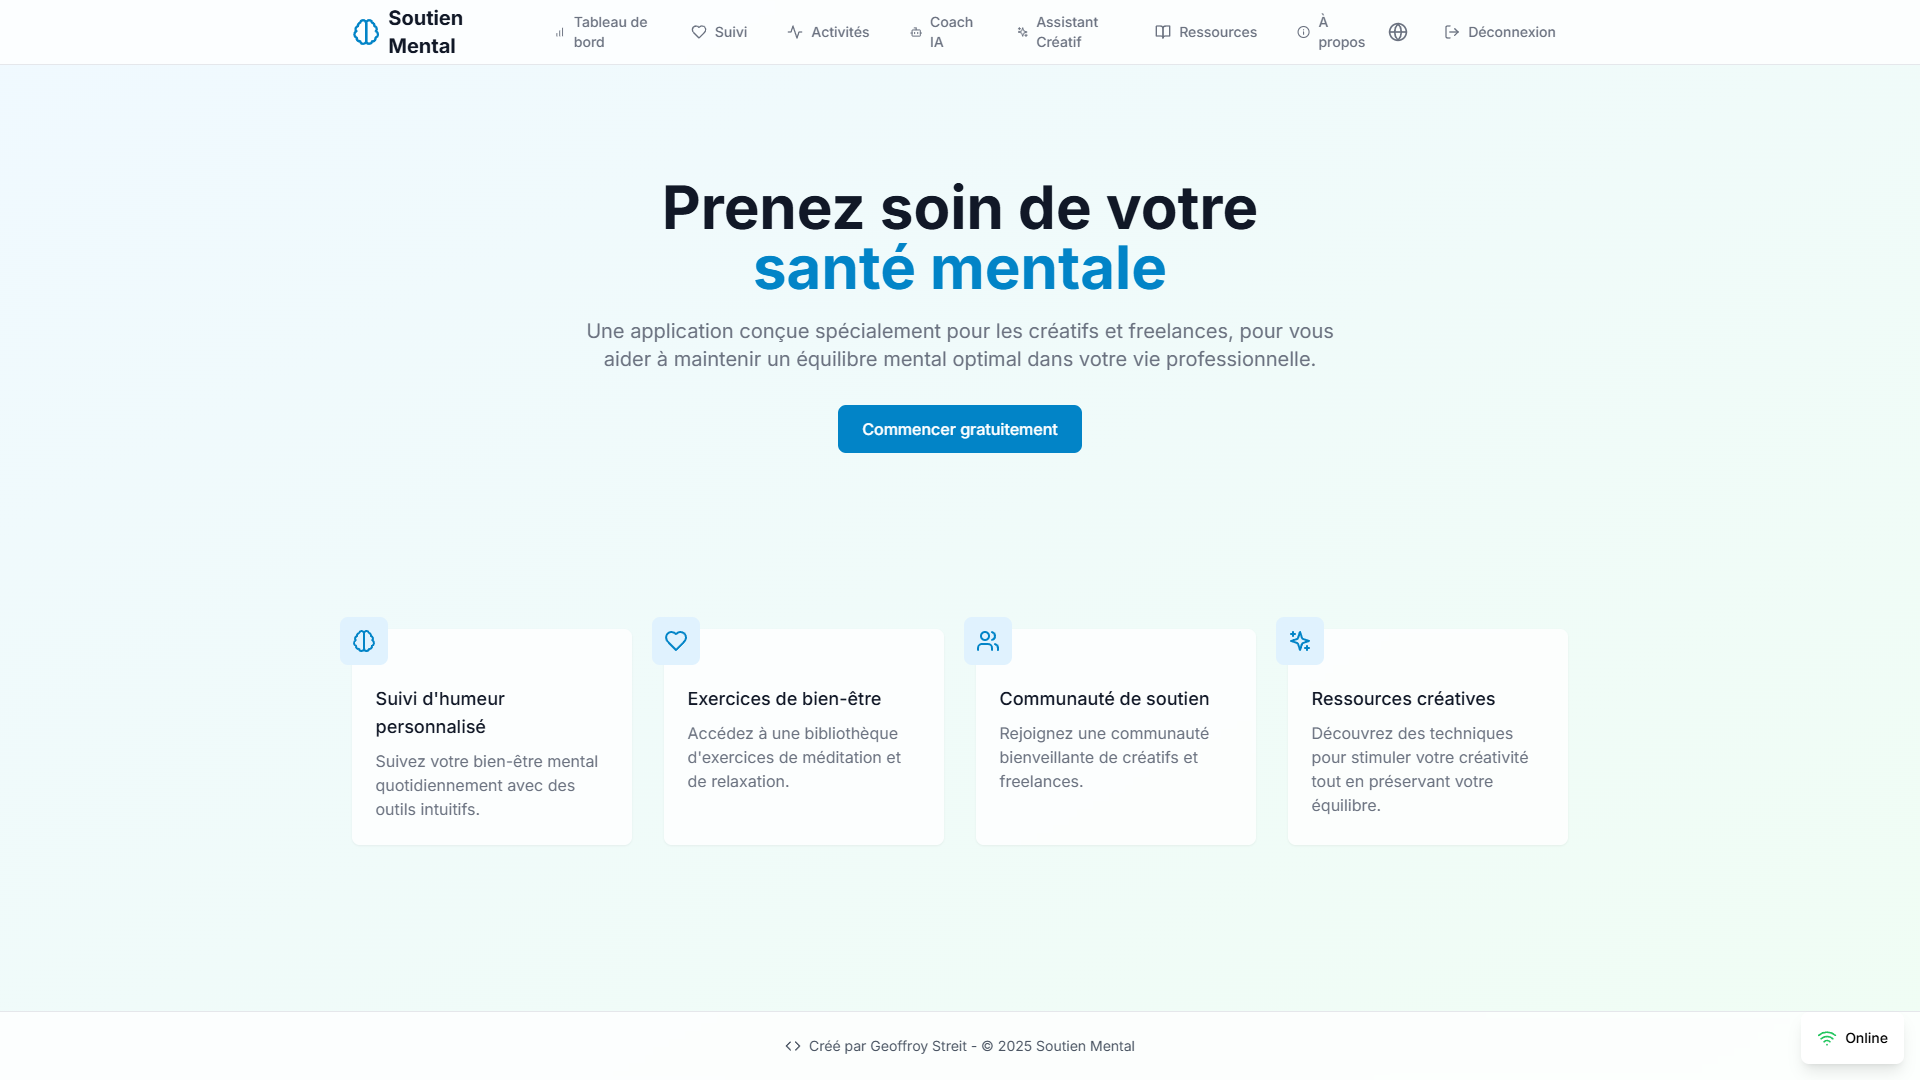 Soutien
Mental
Tableau de
bord
Suivi
Activités
Coach
IA
Assistant
Créatif
Ressources
À
propos
Déconnexion
Prenez soin de votre
santé mentale
Une application conçue spécialement pour les créatifs et freelances, pour vous
aider à maintenir un équilibre mental optimal dans votre vie professionnelle.
Commencer gratuitement
Suivi d'humeur
personnalisé
Suivez votre bien-être mental
quotidiennement avec des
outils intuitifs.
Exercices de bien-être
Accédez à une bibliothèque
d'exercices de méditation et
de relaxation.
Communauté de soutien
Rejoignez une communauté
bienveillante de créatifs et
freelances.
Ressources créatives
Découvrez des techniques
pour stimuler votre créativité
tout en préservant votre
équilibre.
Créé par Geoffroy Streit - © 2025 Soutien Mental
Online